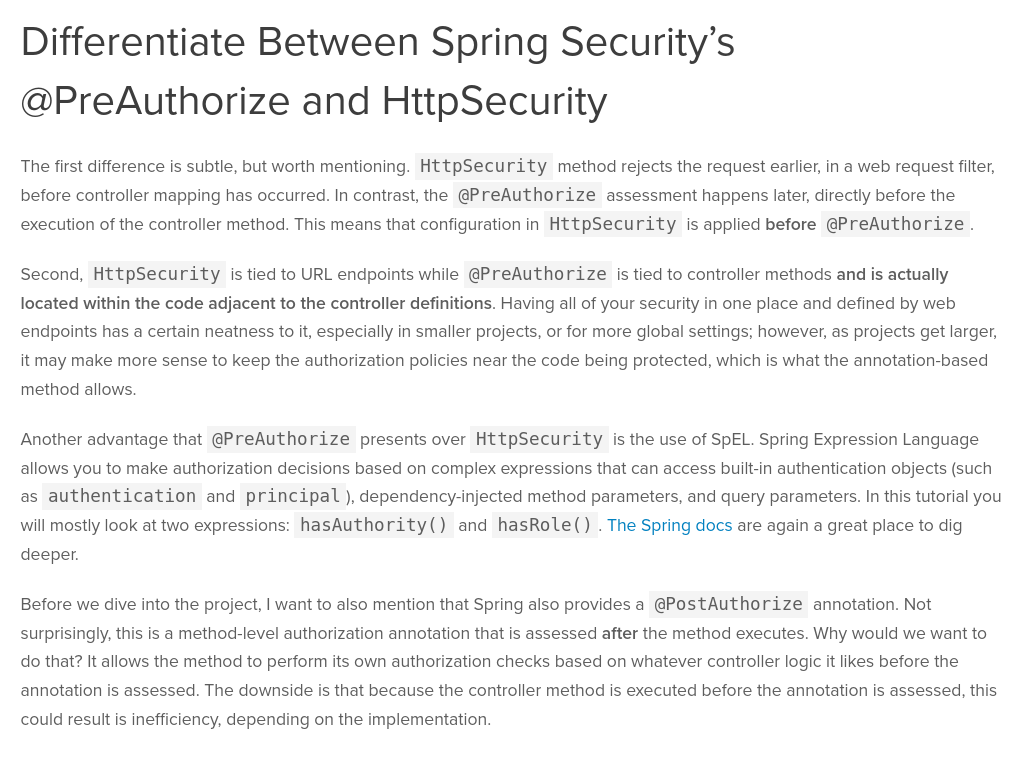 Differentiate Between Spring Security’s
@PreAuthorize and HttpSecurity
The first difference is subtle, but worth mentioning. HttpSecurity method rejects the request earlier, in a web request filter,
before controller mapping has occurred. In contrast, the @PreAuthorize assessment happens later, directly before the
execution of the controller method. This means that configuration in HttpSecurity is applied before @PreAuthorize.
Second, HttpSecurity is tied to URL endpoints while @PreAuthorize is tied to controller methods and is actually
located within the code adjacent to the controller definitions. Having all of your security in one place and defined by web
endpoints has a certain neatness to it, especially in smaller projects, or for more global settings; however, as projects get larger,
it may make more sense to keep the authorization policies near the code being protected, which is what the annotation-based
method allows.
Another advantage that @PreAuthorize presents over HttpSecurity is the use of SpEL. Spring Expression Language
allows you to make authorization decisions based on complex expressions that can access built-in authentication objects (such
as authentication and principal), dependency-injected method parameters, and query parameters. In this tutorial you
will mostly look at two expressions: hasAuthority() and hasRole(). The Spring docs are again a great place to dig
deeper.
Before we dive into the project, I want to also mention that Spring also provides a @PostAuthorize annotation. Not
surprisingly, this is a method-level authorization annotation that is assessed after the method executes. Why would we want to
do that? It allows the method to perform its own authorization checks based on whatever controller logic it likes before the
annotation is assessed. The downside is that because the controller method is executed before the annotation is assessed, this
could result is inefficiency, depending on the implementation.